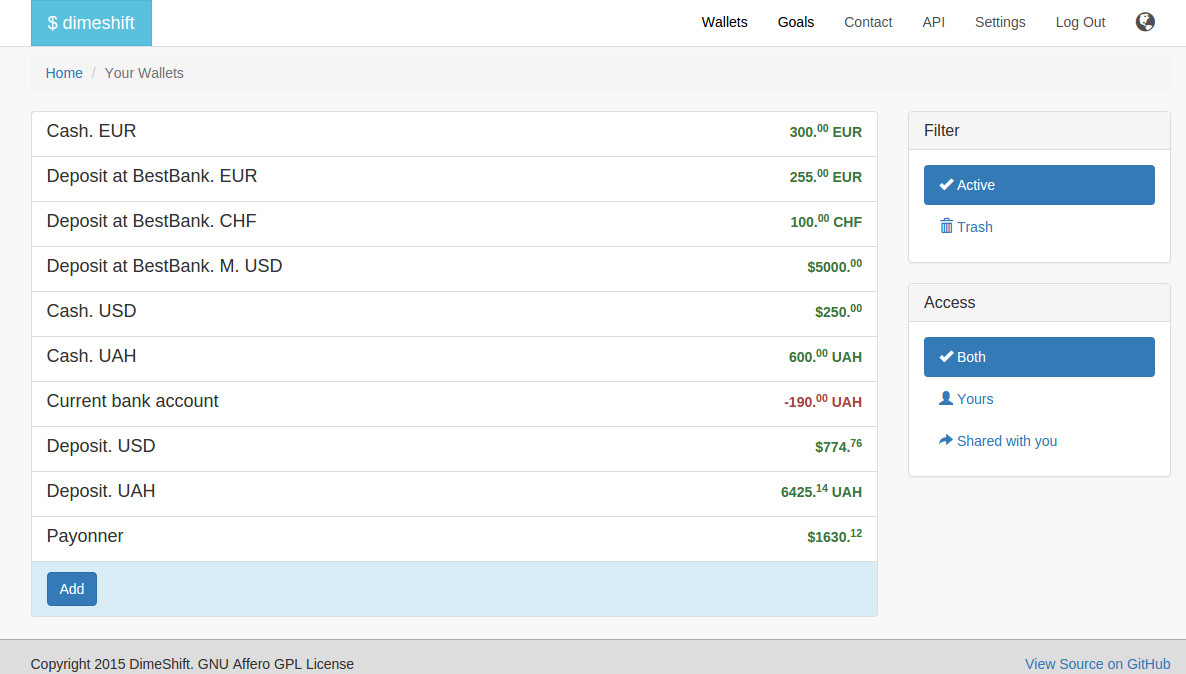 $ dimeshift
Wallets Goals Contact API Settings Log Out
Home / Your Wallets
Cash. EUR 300.00 EUR
Deposit at BestBank. EUR 255.00 EUR
Deposit at BestBank. CHF 100.00 CHF
Deposit at BestBank. M. USD $5000.00
Cash. USD $250.00
Cash. UAH 600.00 UAH
Current bank account -190.00 UAH
Deposit. USD $774.76
Deposit. UAH 6425.14 UAH
Payonner $1630.12
Add
Filter
Active
Trash
Access
Both
Yours
Shared with you
Copyright 2015 DimeShift. GNU Affero GPL License
View Source on GitHub